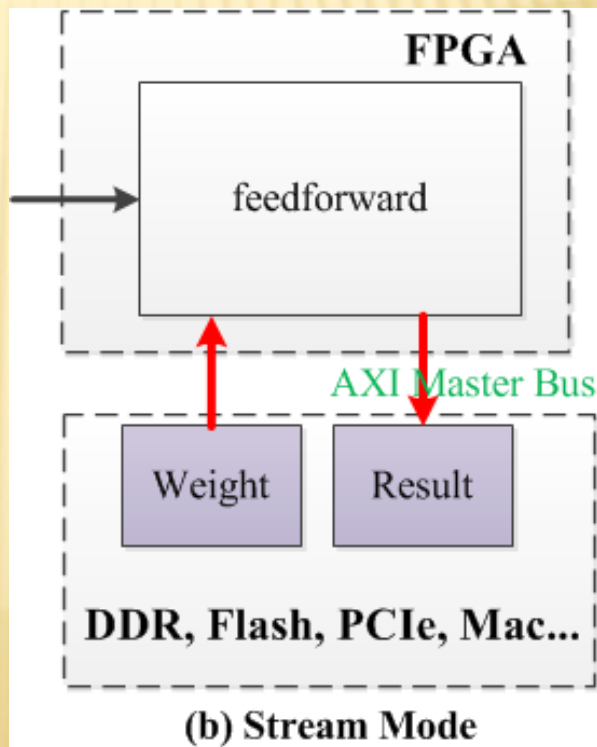 FPGA
feedforward
AXI Master Bus
Weight
Result
DDR, Flash, PCIe, Mac...
(b) Stream Mode